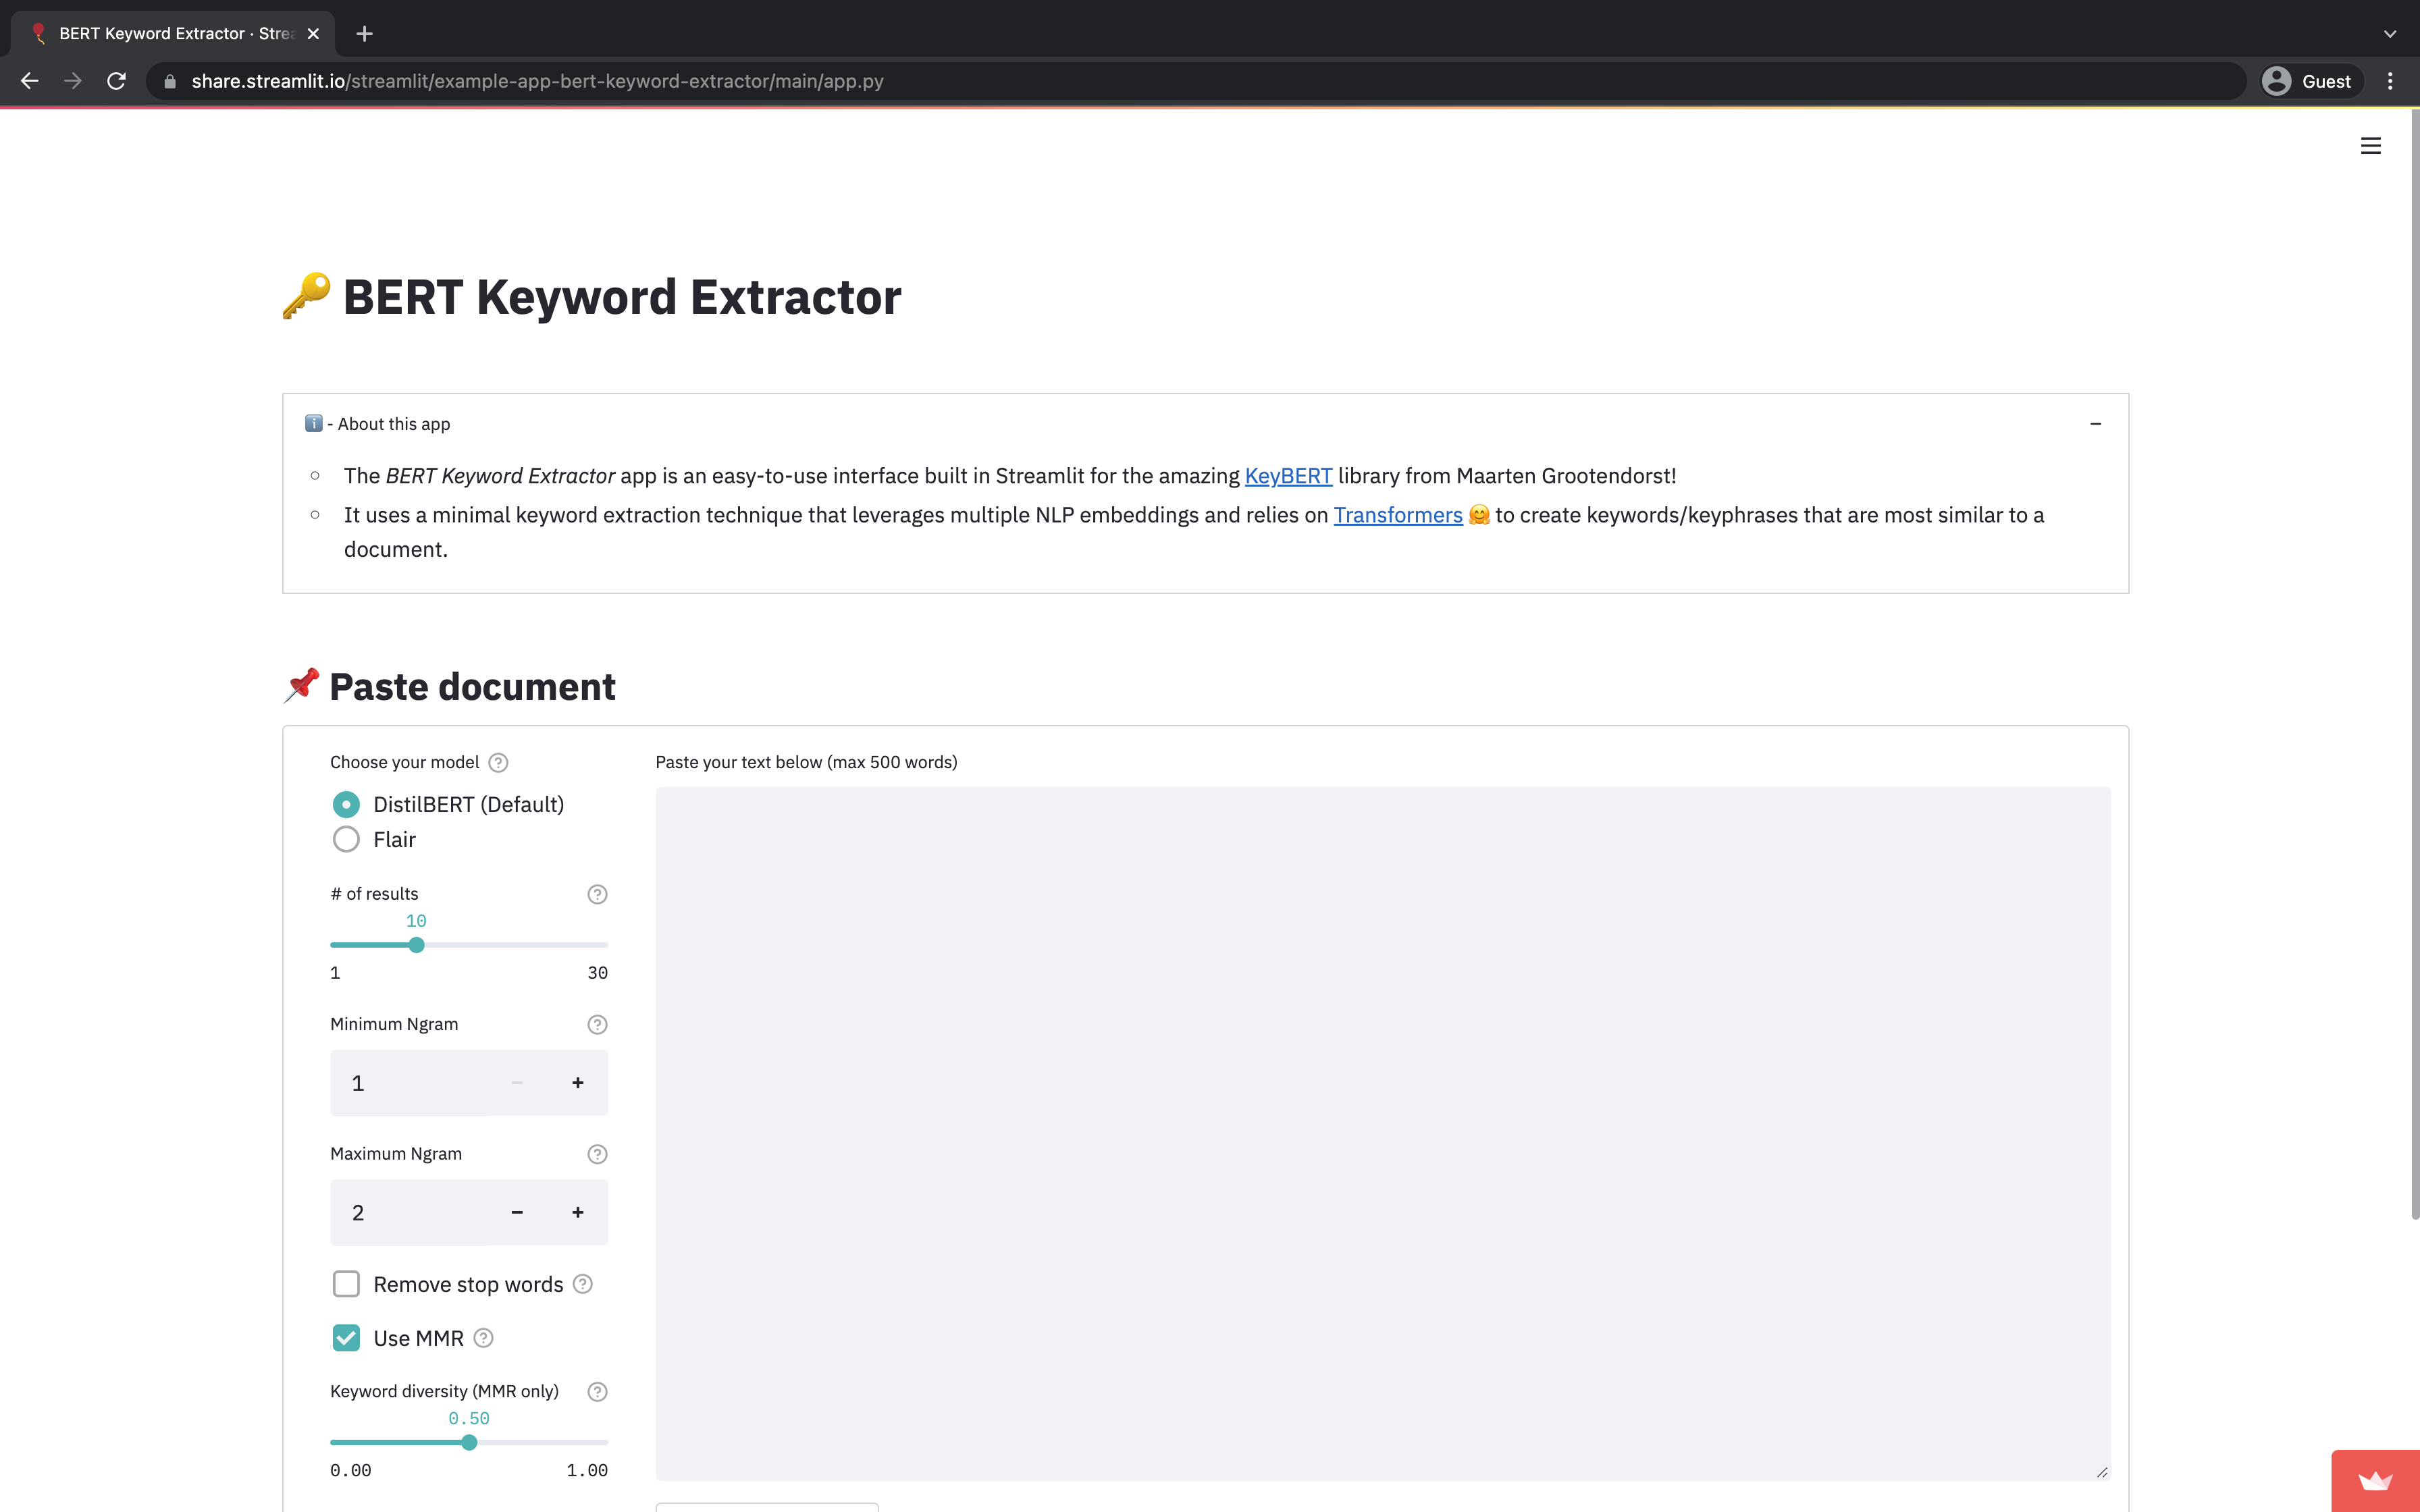 BERT Keyword Extractor · Strea
share.streamlit.io/streamlit/example-app-bert-keyword-extractor/main/app.py
Guest
BERT Keyword Extractor
- About this app
The BERT Keyword Extractor app is an easy-to-use interface built in Streamlit for the amazing KeyBERT library from Maarten Grootendorst!
It uses a minimal keyword extraction technique that leverages multiple NLP embeddings and relies on Transformers 🤗 to create keywords/keyphrases that are most similar to a
document.
Paste document
Choose your model
DistilBERT (Default)
Flair
# of results
10
1 30
Minimum Ngram
1
Maximum Ngram
2
Remove stop words
Use MMR
Keyword diversity (MMR only)
0.50
0.00 1.00
Paste your text below (max 500 words)